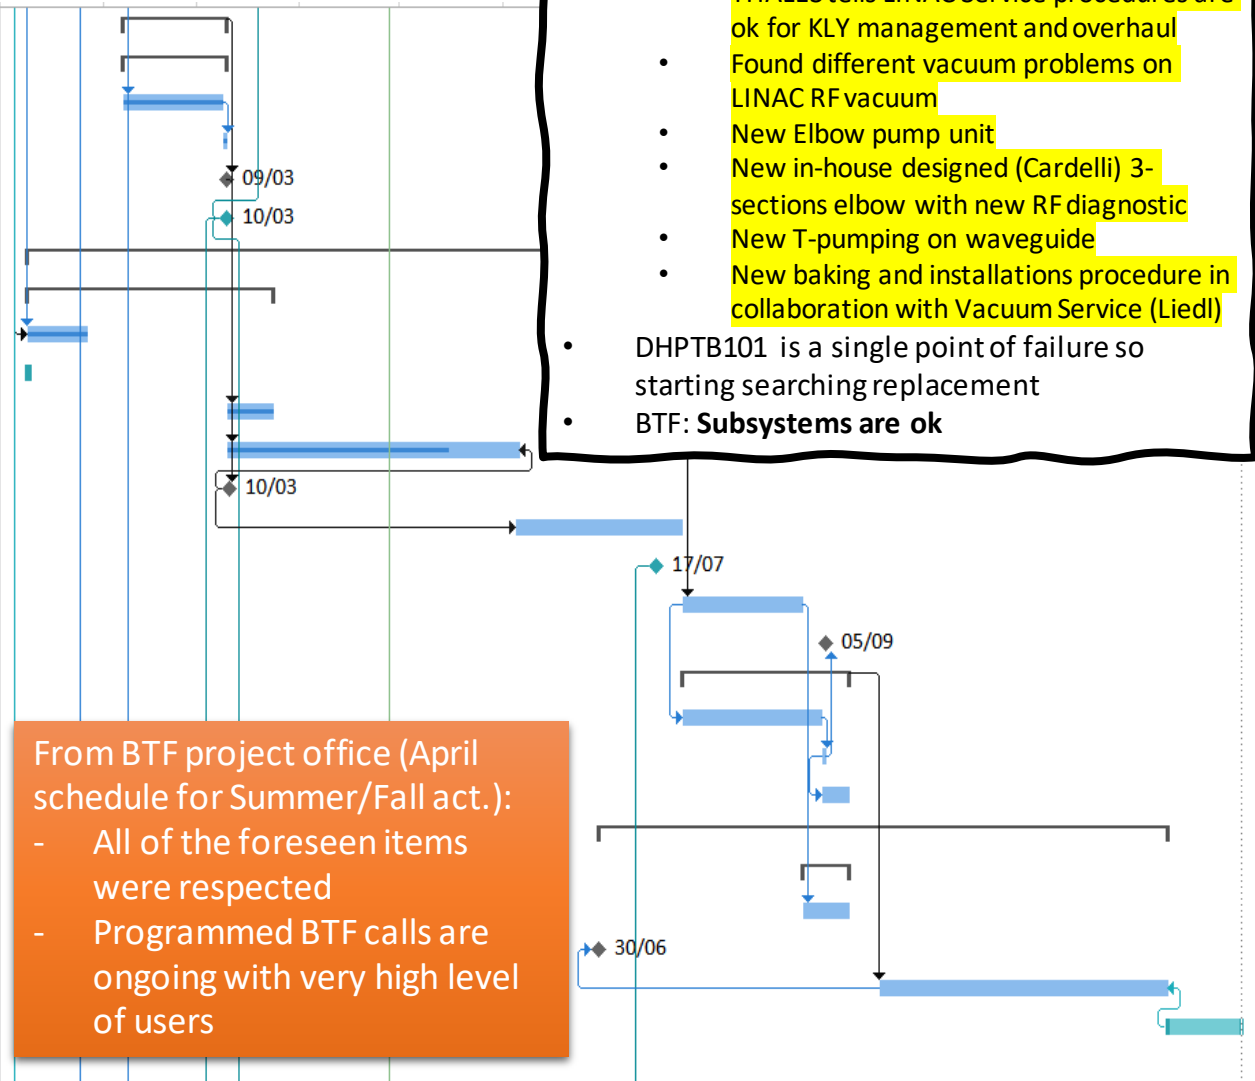 tells LINAC Service procedures are
ok for KLY management and overhaul
• Found different vacuum problems on
LINAC RF vacuum
• New Elbow pump unit
• New in-house designed (Cardelli) 3-
sections elbow with new RF diagnostic
• New T-pumping on waveguide
• New baking and installations procedure in
collaboration with Vacuum Service (Liedl)
• DHPTB101 is a single point of failure so
starting searching replacement
• BTF: Subsystems are ok
09/03
10/03
10/03
17/07
05/09
From BTF project office (April
schedule for Summer/Fall act.):
- All of the foreseen items
were respected
- Programmed BTF calls are
ongoing with very high level
of users
30/06